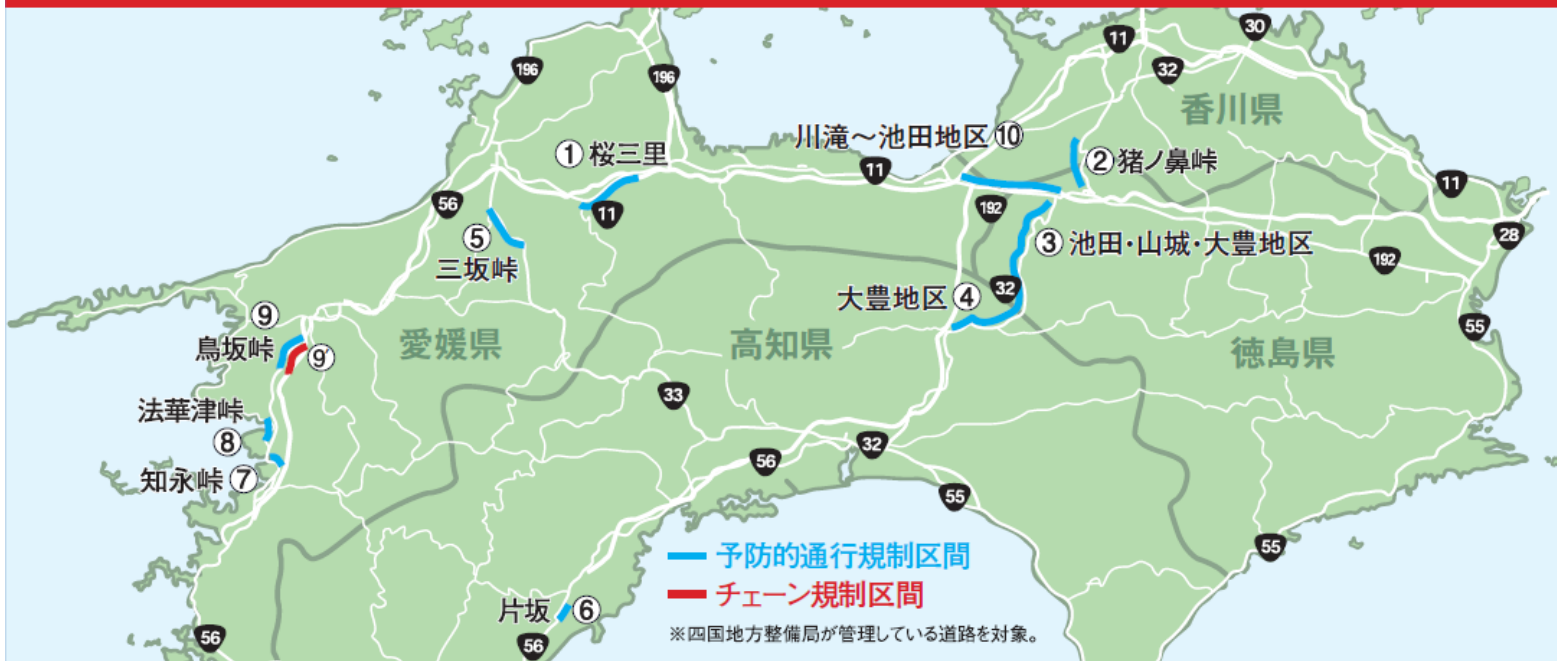 30
11
196
196
32
香川県
川滝～池田地区⑩
①桜三里
②猪ノ鼻峠
11
11
56
11
192
28
⑤
三坂峠
③池田・山城・大豊地区
192
大豊地区④
32
⑨
鳥坂峠
9′
愛媛県
高知県
徳島県
55
法華津峠
⑧
33
知永峠⑦
32
56
55
55
予防的通行規制区間
チェーン規制区間
片坂⑥
※四国地方整備局が管理している道路を対象。
56
56